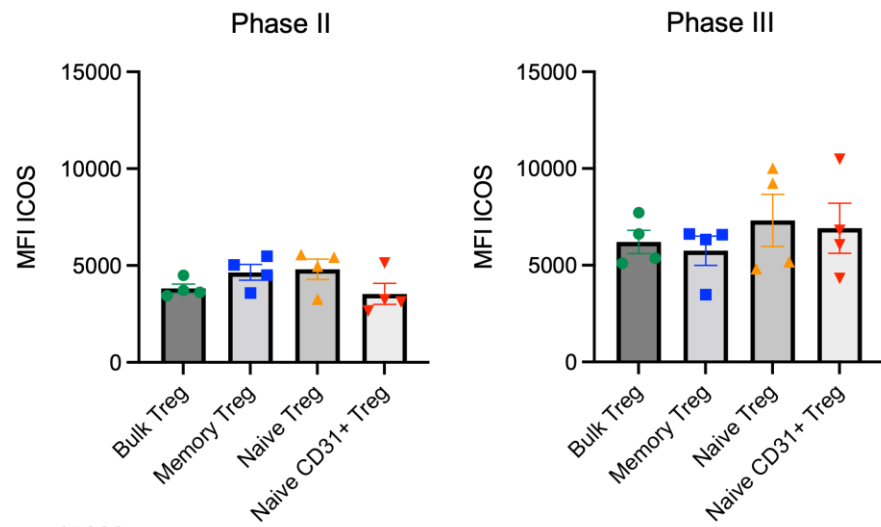 Phase II
15000
10000
5000
0
MFI ICOS
Bulk Treg
Memory Treg
Naive Treg
Naive CD31+ Treg
Phase III
15000
10000
5000
0
MFI ICOS
Bulk Treg
Memory Treg
Naive Treg
Naive CD31+ Treg